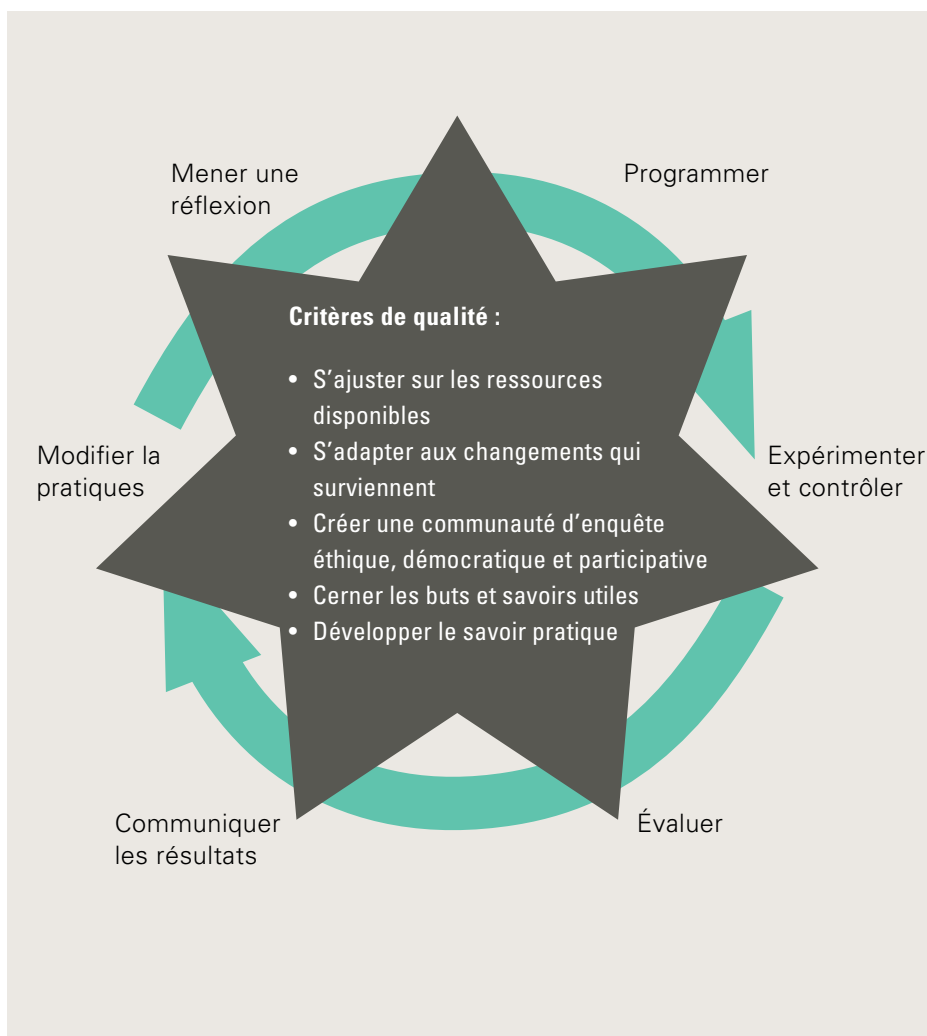 Mener une
réflexion
Programmer
Critères de qualité :
• S'ajuster sur les ressources
disponibles
• S'adapter aux changements qui
surviennent
• Créer une communauté d'enquête
éthique, démocratique et participative
• Cerner les buts et savoirs utiles
• Développer le savoir pratique
Modifier la
pratiques
Expérimenter
et contrôler
Communiquer
les résultats
Évaluer